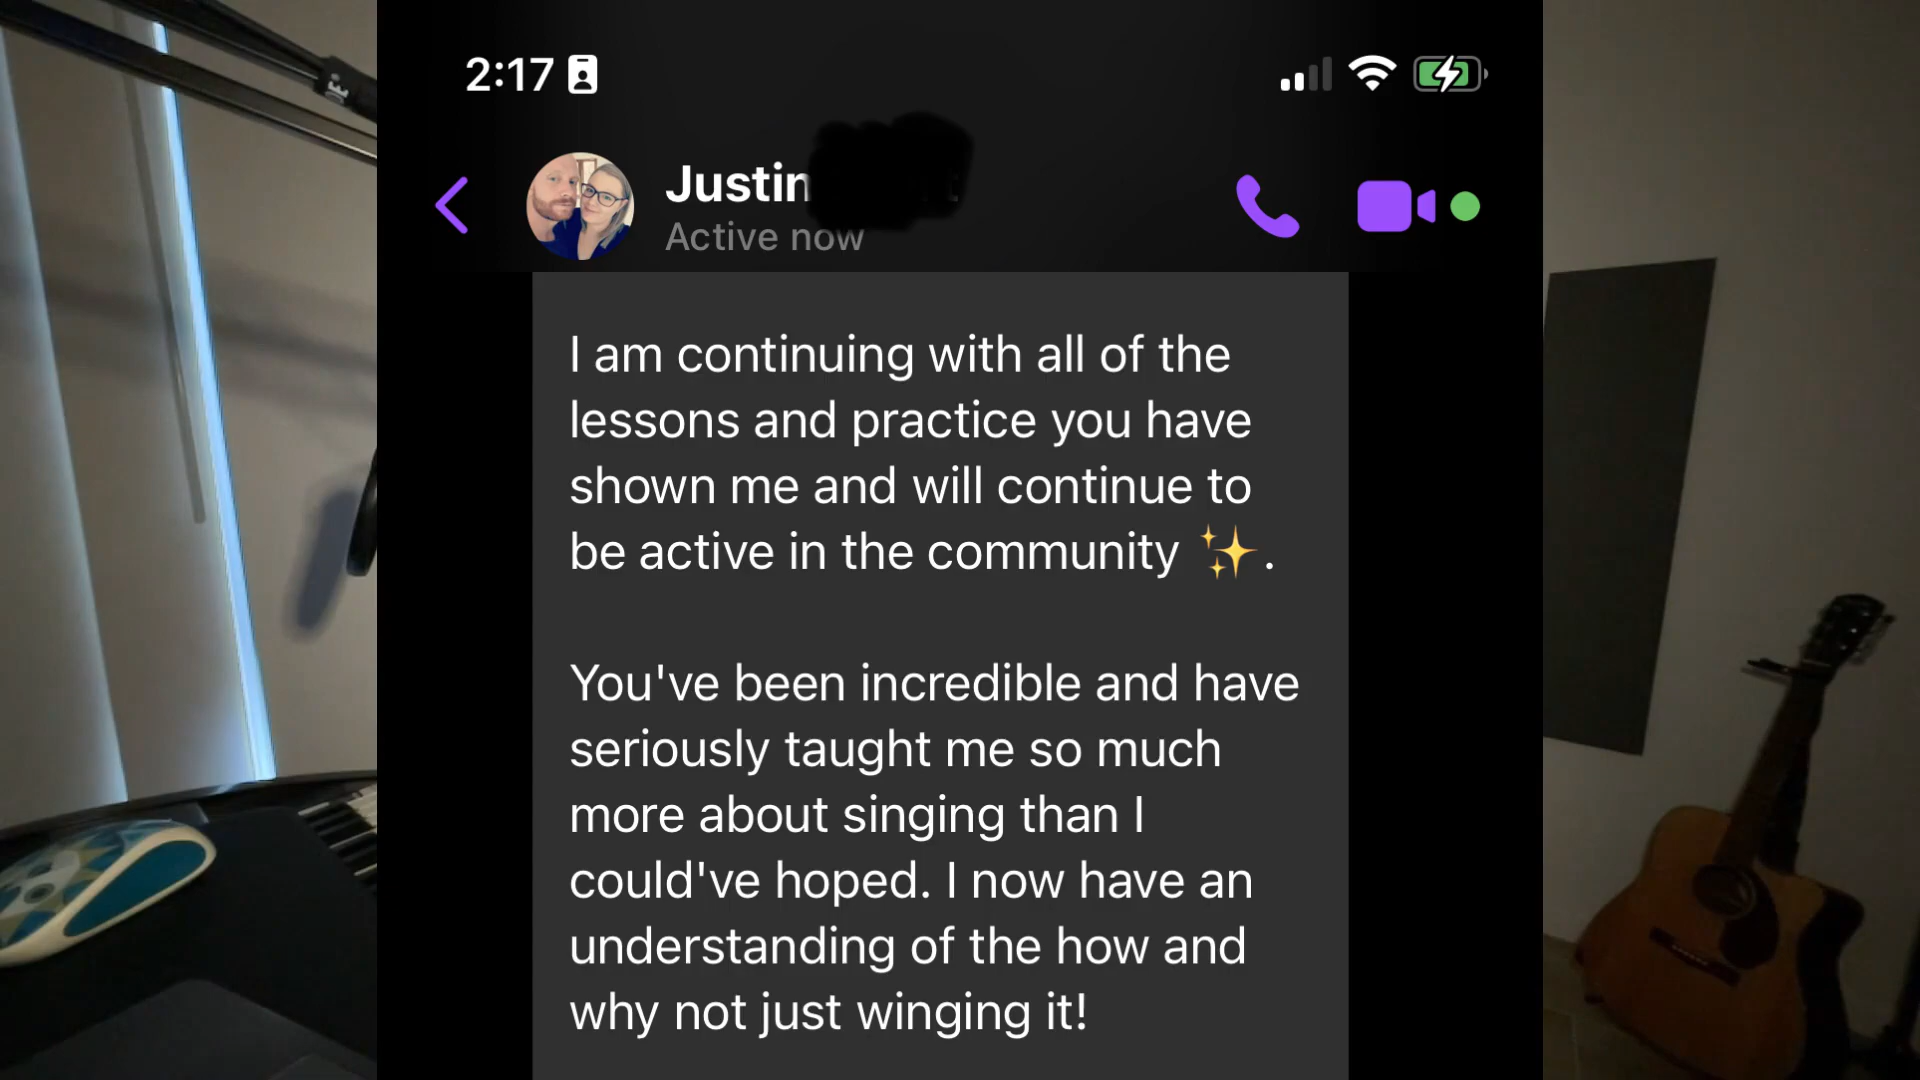 2:17
Justin
Active now
I am continuing with all of the
lessons and practice you have
shown me and will continue to
be active in the community ✨.
You've been incredible and have
seriously taught me so much
more about singing than I
could've hoped. I now have an
understanding of the how and
why not just winging it!